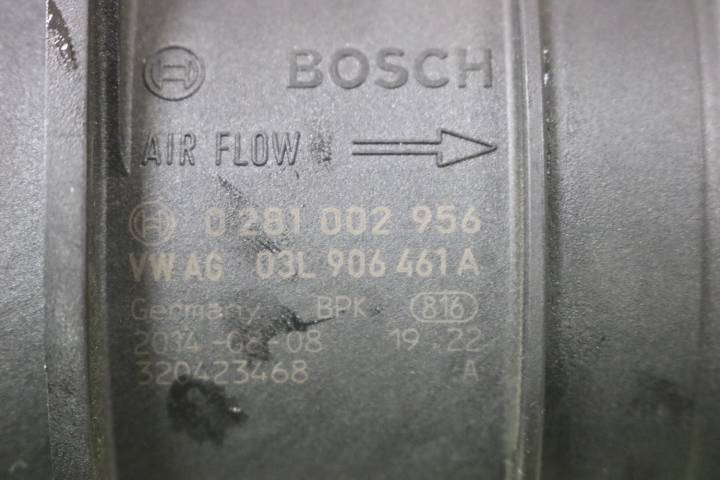 BOSCH
AIR FLOW
0 281 002 956
VW AG 03L 906 461 A
Germany BPK 816
19:22
320423468 A